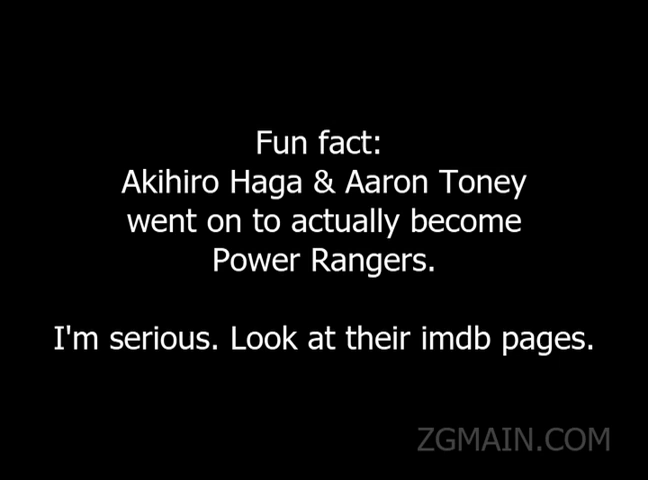 Fun fact:
Akihiro Haga & Aaron Toney
went on to actually become
Power Rangers.
I'm serious. Look at their imdb pages.
ZGMAIN.COM